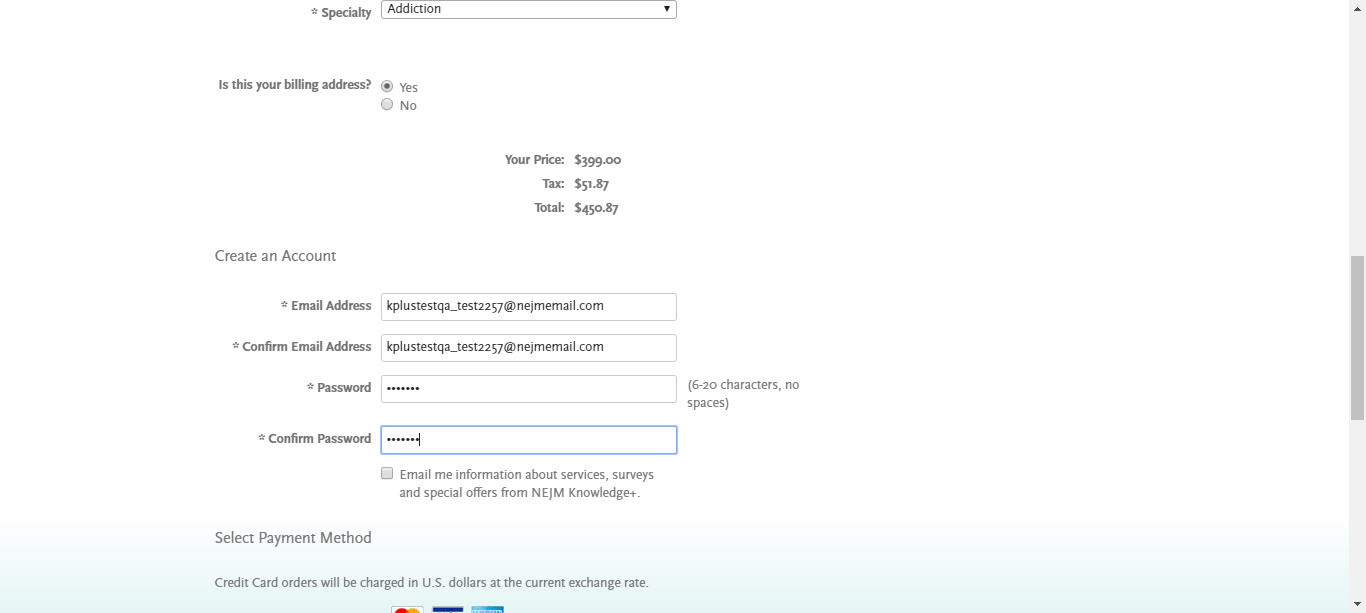 * Specialty Addiction
Is this your billing address? Yes
No
Your Price: $399.00
Tax: $51.87
Total: $450.87
Create an Account
* Email Address kplustestqa_test2257@nejmemail.com
* Confirm Email Address kplustestqa_test2257@nejmemail.com
* Password ••••••• (6-20 characters, no
spaces)
* Confirm Password •••••••
Email me information about services, surveys
and special offers from NEJM Knowledge+.
Select Payment Method
Credit Card orders will be charged in U.S. dollars at the current exchange rate.